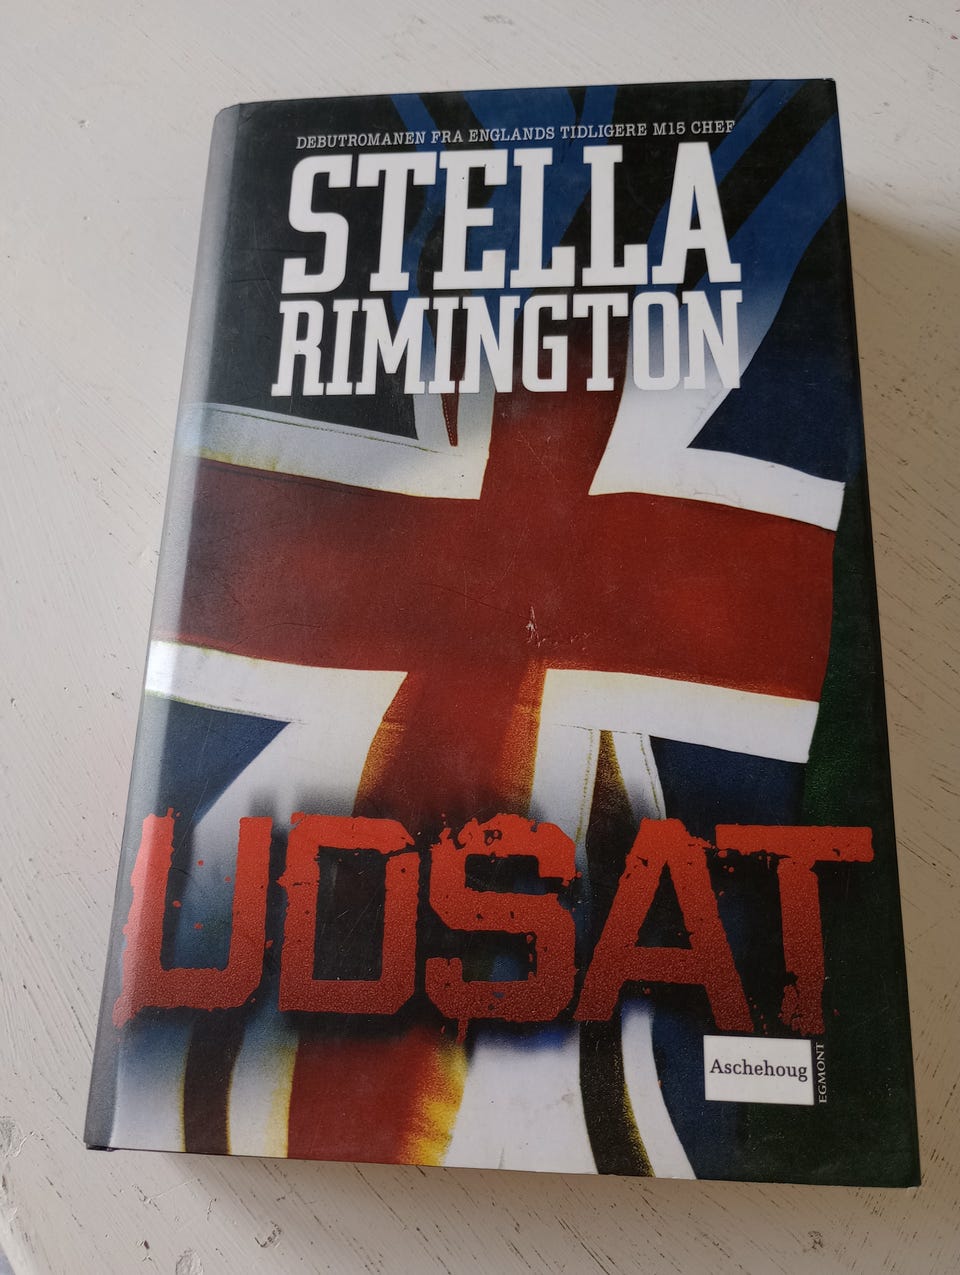 DEBUTROMANEN FRA ENGLANDS TIDLIGERE M15 CHEF
STELLA
RIMINGTON
UDSAT
Aschehoug
EGMONT